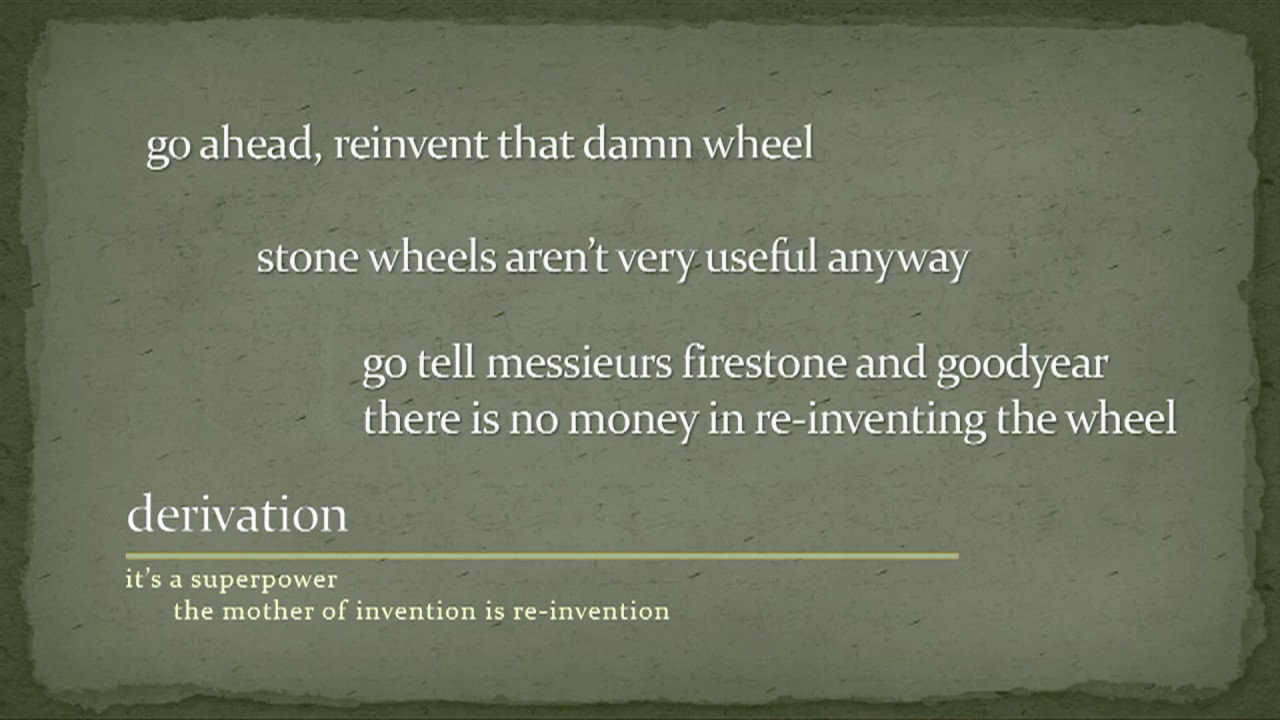 go ahead, reinvent that damn wheel
stone wheels aren’t very useful anyway
go tell messieurs firestone and goodyear
there is no money in re-inventing the wheel
derivation
it’s a superpower
the mother of invention is re-invention